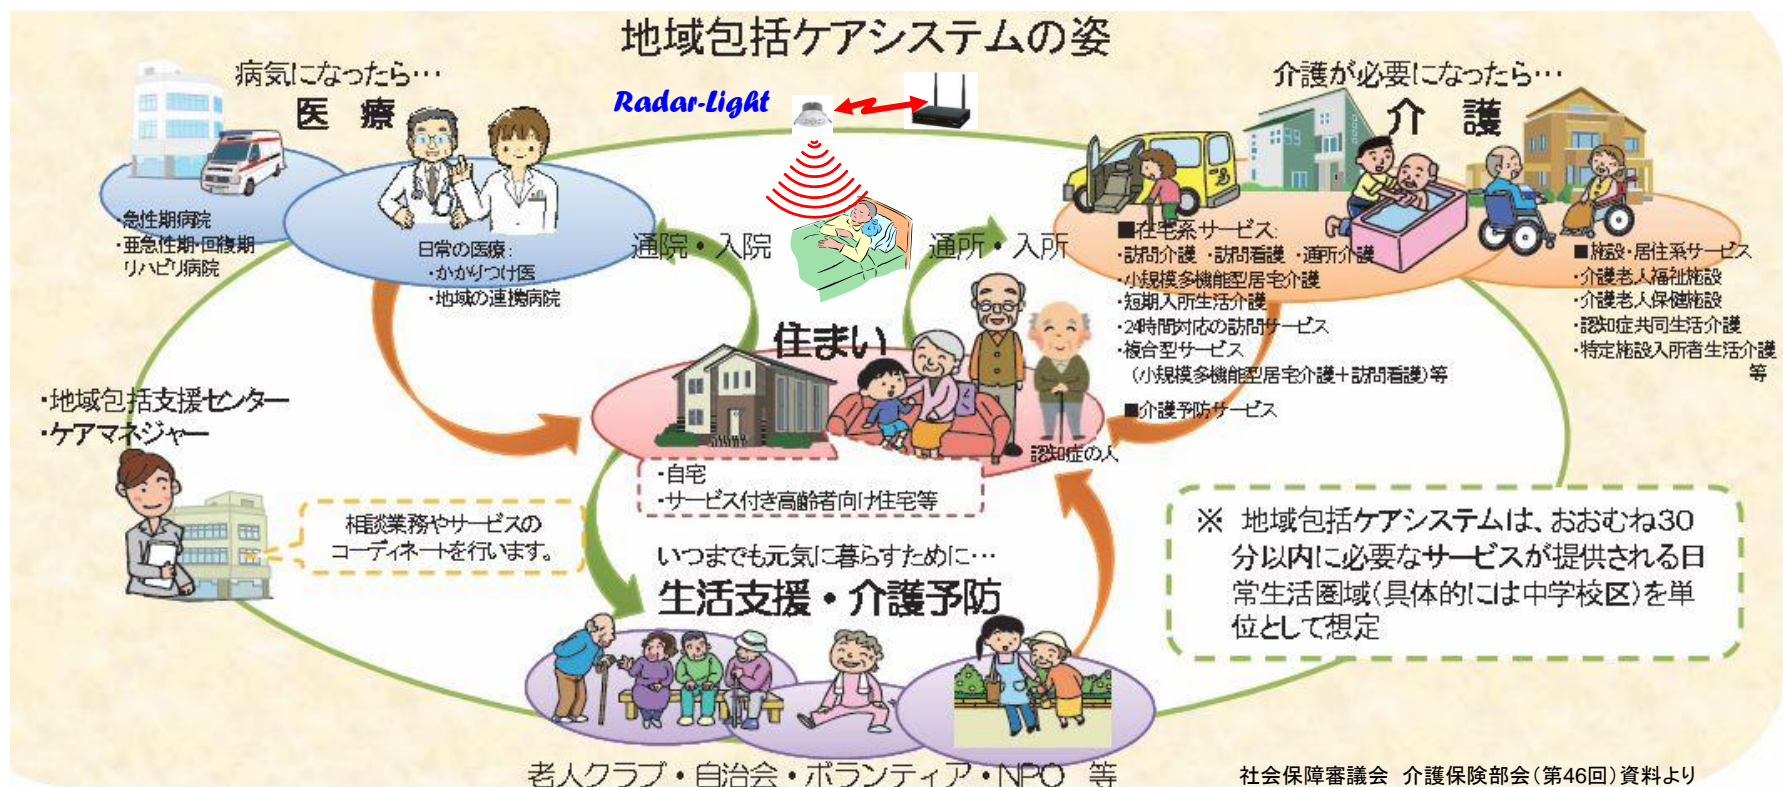 地域包括ケアシステムの姿
病気になったら…
医 療
Radar-Light
介護が必要になったら…
介 護
・急性期病院
・亜急性期・回復期
リハビリ病院
日常の医療:
・かかりつけ医
・地域の連携病院
通院・入院
通所・入所
■在宅系サービス:
・訪問介護 ・訪問看護 ・通所介護
・小規模多機能型居宅介護
・短期入所生活介護
・24時間対応の訪問サービス
・複合型サービス
(小規模多機能型居宅介護+訪問看護)等
■介護予防サービス
■施設・居住系サービス
・介護老人福祉施設
・介護老人保健施設
・認知症共同生活介護
・特定施設入所者生活介護
等
住まい
認知症の人
・自宅
・サービス付き高齢者向け住宅等
・地域包括支援センター
・ケアマネジャー
相談業務やサービスの
コーディネートを行います。
いつまでも元気に暮らすために…
生活支援・介護予防
※ 地域包括ケアシステムは、おおむね30
分以内に必要なサービスが提供される日
常生活圏域(具体的には中学校区)を単
位として想定
老人クラブ・自治会・ボランティア・NPO 等
社会保障審議会 介護保険部会(第46回)資料より